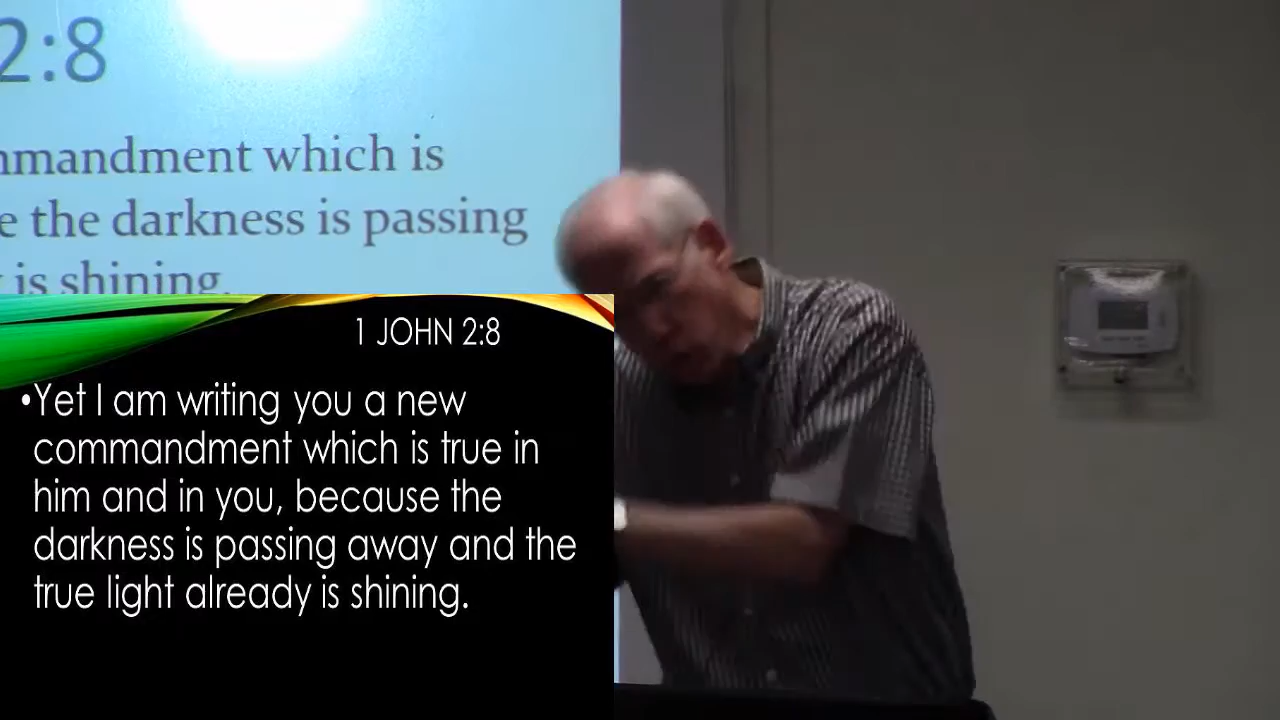 2:8
which is
the darkness is passing
is shining.
1 JOHN 2:8
•Yet I am writing you a new
commandment which is true in
him and in you, because the
darkness is passing away and the
true light already is shining.